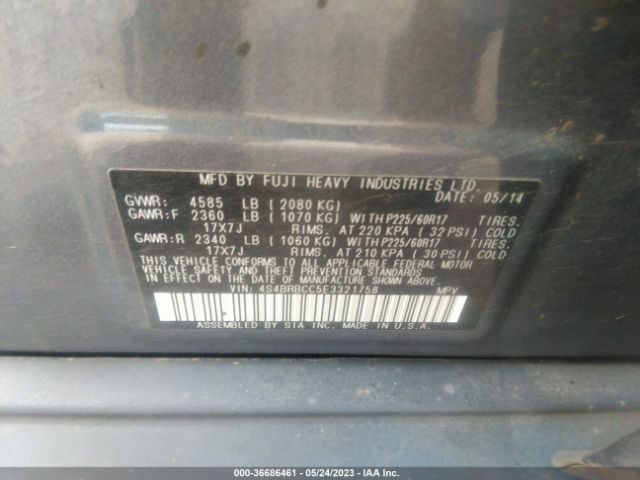 MFD BY FUJI HEAVY INDUSTRIES LTD.
DATE: 05/14
GVWR: 4585 LB ( 2080 KG)
GAWR:F 2360 LB ( 1070 KG) WITH P225/60R17 TIRES.
17X7J RIMS. AT 220 KPA ( 32 PSI) COLD
GAWR:R 2340 LB ( 1060 KG) WITH P225/60R17 TIRES.
17X7J RIMS. AT 210 KPA ( 30 PSI) COLD
THIS VEHICLE CONFORMS TO ALL APPLICABLE FEDERAL MOTOR
VEHICLE SAFETY AND THEFT PREVENTION STANDARDS
IN EFFECT ON THE DATE OF MANUFACTURE SHOWN ABOVE.
VIN: 4S4BRBCC5E3321758 MPV
ASSEMBLED BY SIA INC. MADE IN U.S.A.
000-36686461 - 05/24/2023 - IAA Inc.